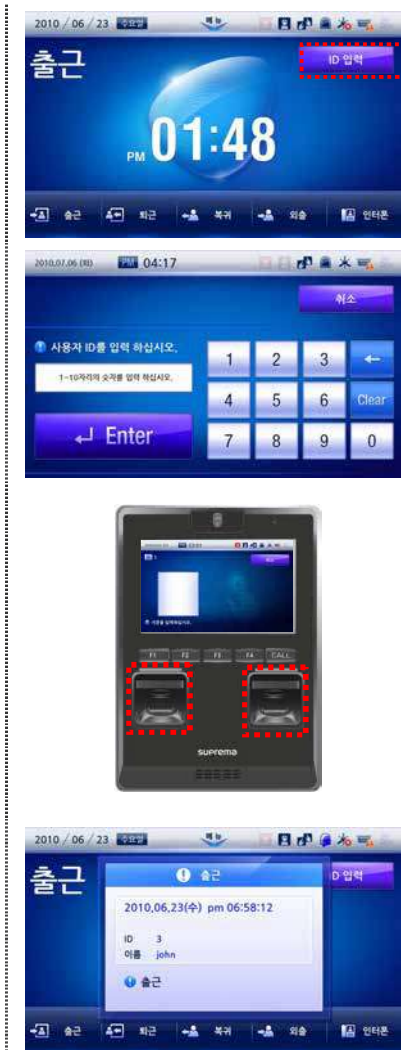 2010 / 06 / 23 수요일 메뉴
출근
ID 입력
PM 01:48
출근 퇴근 복귀 외출 인터폰
2010.07.06 (화) PM 04:17
취소
사용자 ID를 입력 하십시오.
1~10자리의 숫자를 입력 하십시오.
1 2 3 ←
4 5 6 Clear
Enter
7 8 9 0
F1 F2 F3 F4 CALL
suprema
2010 / 06 / 23 수요일 메뉴
출근
출근
ID 입력
2010,06,23(수) pm 06:58:12
ID 3
이름 john
출근
출근 퇴근 복귀 외출 인터폰